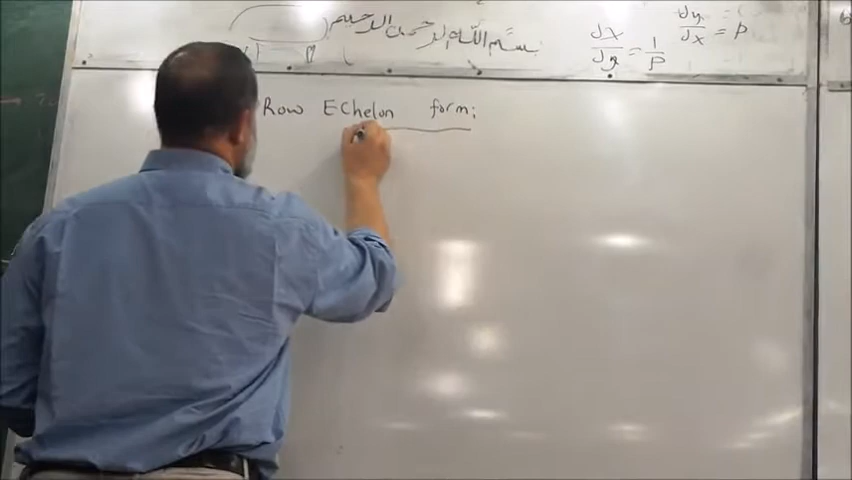 بسم الله الرحمن الرحيم
dx/dy = 1/P
dy/dx = P
Row Echelon form;